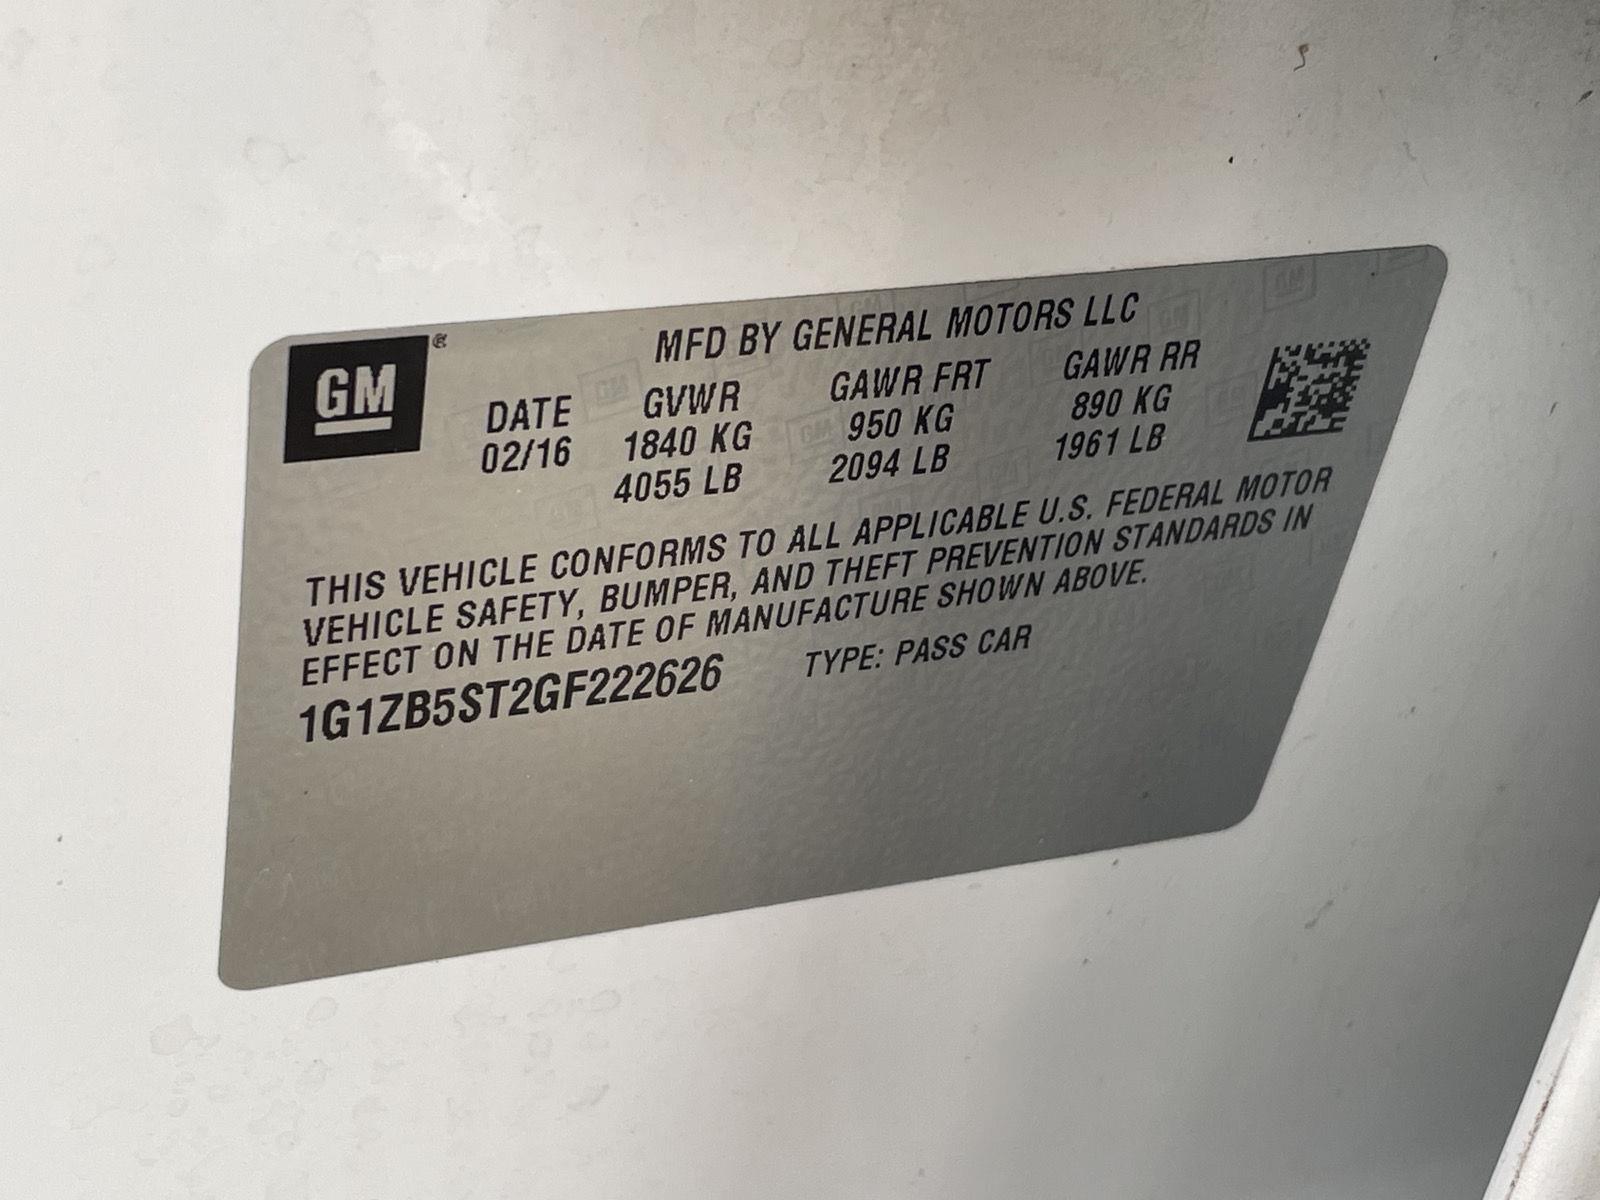 GM®
MFD BY GENERAL MOTORS LLC
DATE GVWR GAWR FRT GAWR RR
02/16 1840 KG 950 KG 890 KG
4055 LB 2094 LB 1961 LB
THIS VEHICLE CONFORMS TO ALL APPLICABLE U.S. FEDERAL MOTOR
VEHICLE SAFETY, BUMPER, AND THEFT PREVENTION STANDARDS IN
EFFECT ON THE DATE OF MANUFACTURE SHOWN ABOVE.
1G1ZB5ST2GF222626 TYPE: PASS CAR